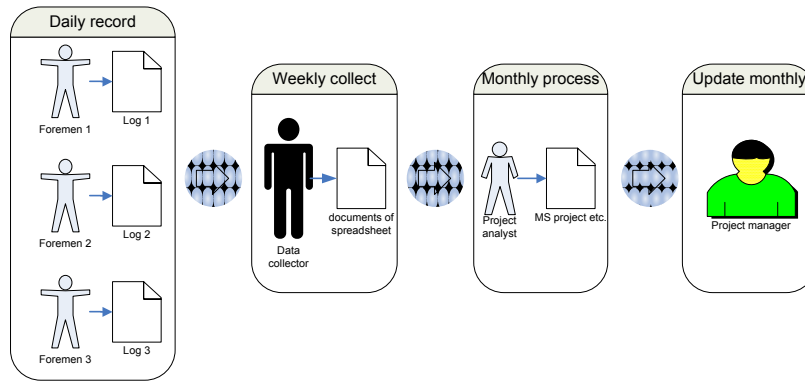 Daily record
Foremen 1
Log 1
Foremen 2
Log 2
Foremen 3
Log 3
Weekly collect
Data
collector
documents of
spreadsheet
Monthly process
Project
analyst
MS project etc.
Update monthly
Project manager